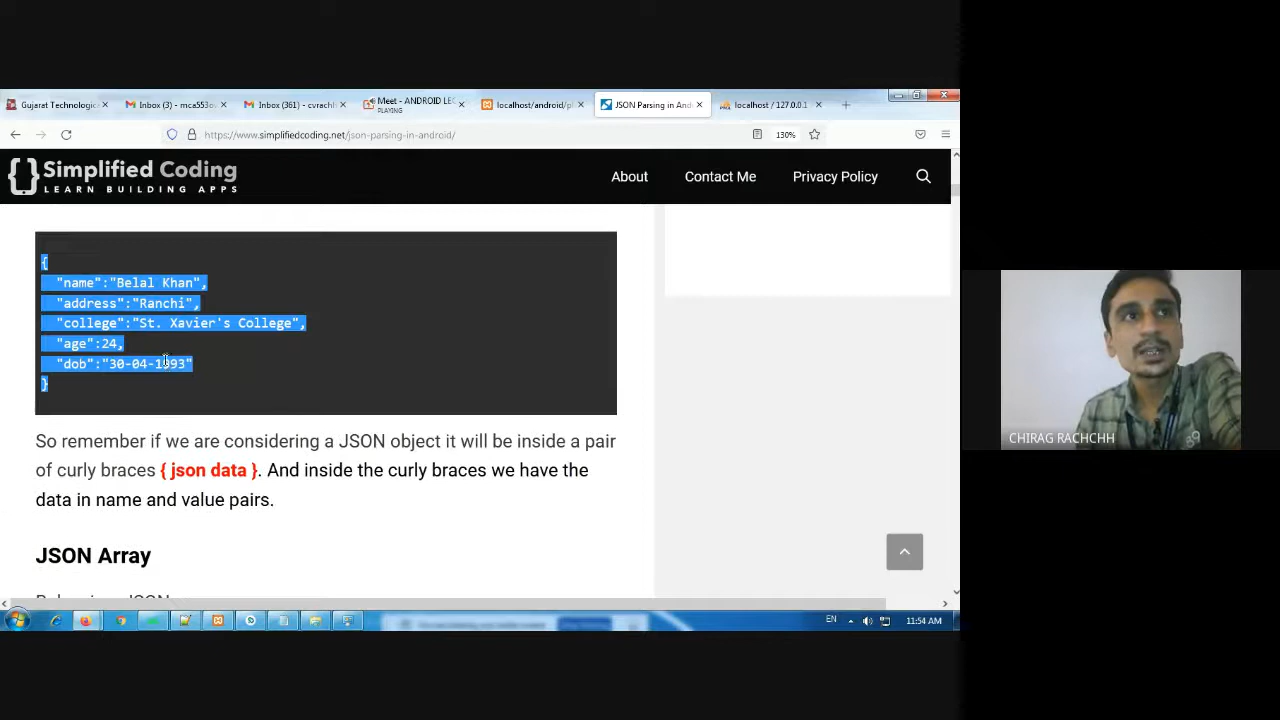 Gujarat Technologic
Inbox (3) - mca553o
Inbox (361) - cvrachl
Meet - ANDROID LEC
PLAYING
localhost/android/p
JSON Parsing in And
localhost / 127.0.0.1
https://www.simplifiedcoding.net/json-parsing-in-android/
130%
Simplified Coding
LEARN BUILDING APPS
About
Contact Me
Privacy Policy
{
"name":"Belal Khan",
"address":"Ranchi",
"college":"St. Xavier's College",
"age":24,
"dob":"30-04-1993"
}
So remember if we are considering a JSON object it will be inside a pair
of curly braces { json data }. And inside the curly braces we have the
data in name and value pairs.
JSON Array
CHIRAG RACHCHH
EN
11:54 AM